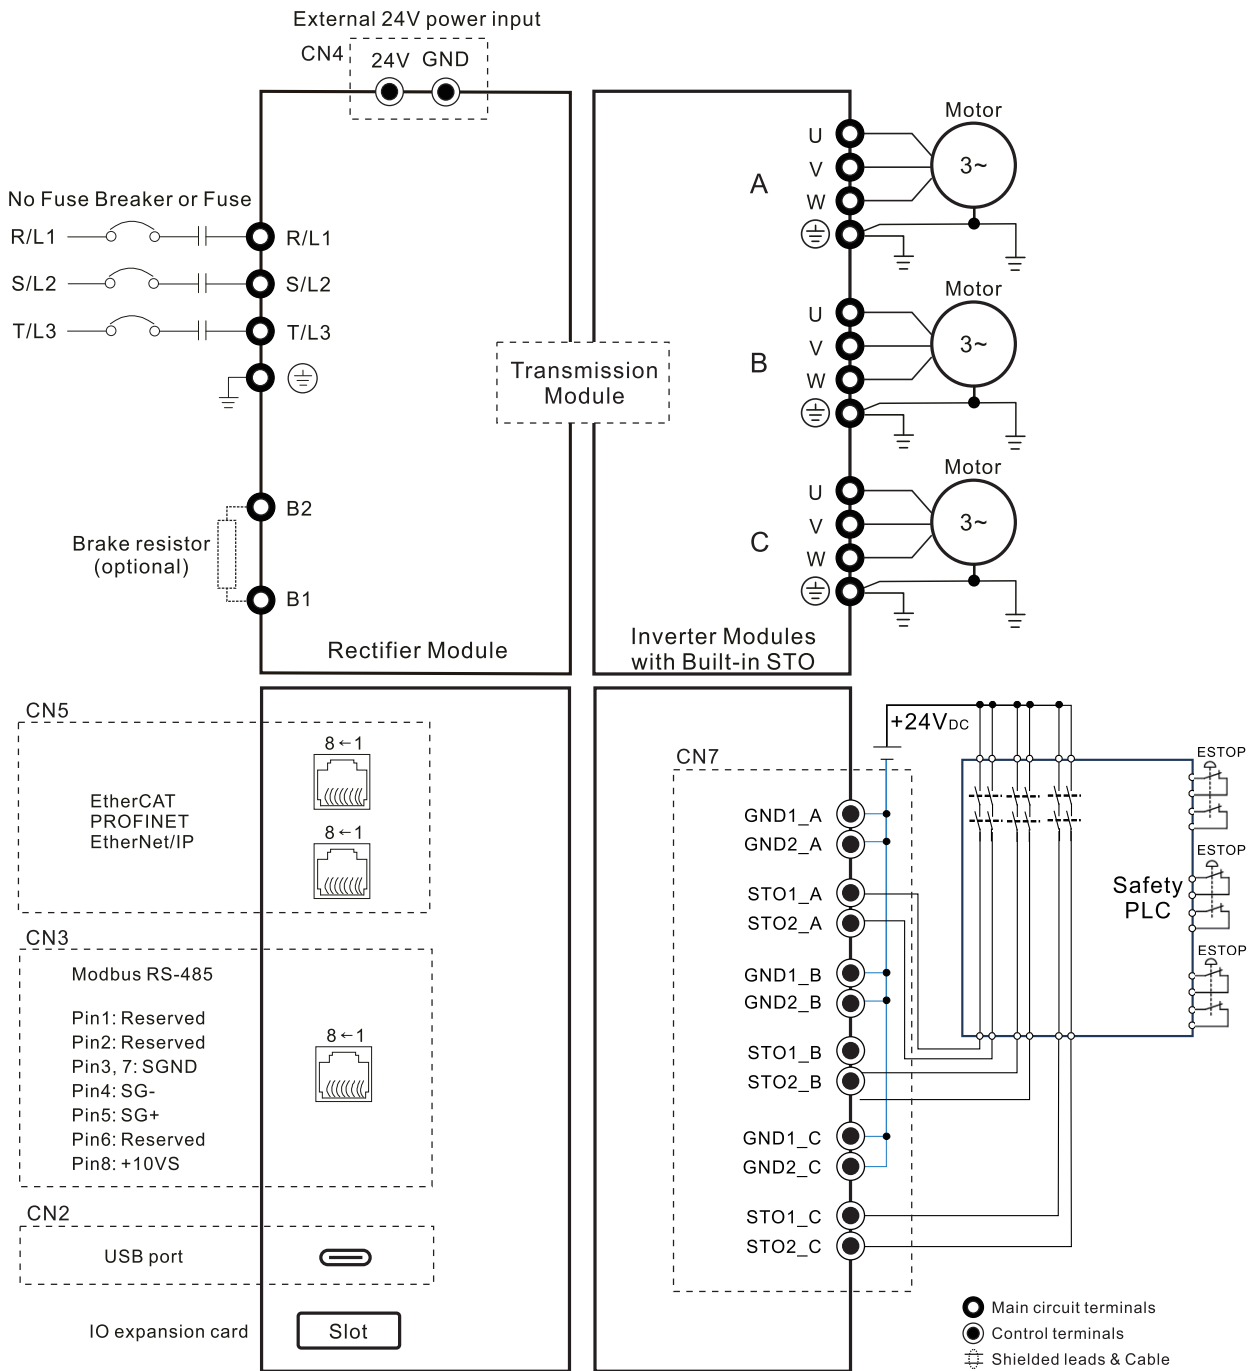 External 24V power input
CN4
24V GND
No Fuse Breaker or Fuse
R/L1
R/L1
S/L2
S/L2
T/L3
T/L3
B2
Brake resistor
(optional)
B1
Rectifier Module
Transmission
Module
A
U
V
W
Motor
3~
B
U
V
W
Motor
3~
C
U
V
W
Motor
3~
Inverter Modules
with Built-in STO
CN5
EtherCAT
PROFINET
EtherNet/IP
8←1
8←1
CN3
Modbus RS-485
Pin1: Reserved
Pin2: Reserved
Pin3, 7: SGND
Pin4: SG-
Pin5: SG+
Pin6: Reserved
Pin8: +10VS
8←1
CN2
USB port
IO expansion card
Slot
CN7
+24VDC
GND1_A
GND2_A
STO1_A
STO2_A
GND1_B
GND2_B
STO1_B
STO2_B
GND1_C
GND2_C
STO1_C
STO2_C
Safety
PLC
ESTOP
ESTOP
ESTOP
Main circuit terminals
Control terminals
Shielded leads & Cable